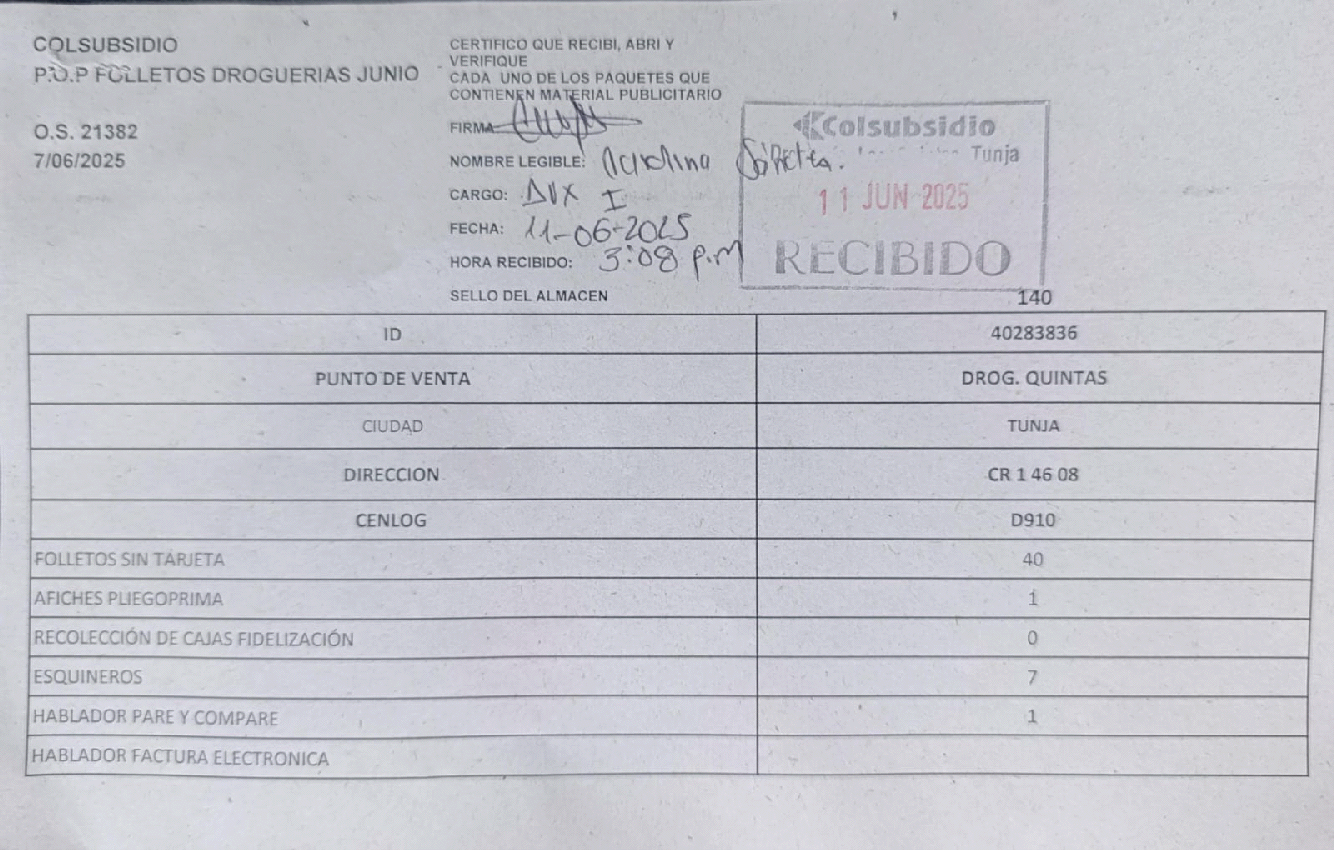 COLSUBSIDIO
P.O.P FOLLETOS DROGUERIAS JUNIO
O.S. 21382
7/06/2025
CERTIFICO QUE RECIBI, ABRI Y
VERIFIQUE
CADA UNO DE LOS PAQUETES QUE
CONTIENEN MATERIAL PUBLICITARIO
FIRMA
NOMBRE LEGIBLE:
CARGO: AUX I
FECHA: 11-06-2025
HORA RECIBIDO: 3:08 p.m
SELLO DEL ALMACEN
Colsubsidio
Tunja
11 JUN 2025
RECIBIDO
140
ID 40283836
PUNTO DE VENTA DROG. QUINTAS
CIUDAD TUNJA
DIRECCION CR 1 46 08
CENLOG D910
FOLLETOS SIN TARJETA 40
AFICHES PLIEGOPRIMA 1
RECOLECCIÓN DE CAJAS FIDELIZACIÓN 0
ESQUINEROS 7
HABLADOR PARE Y COMPARE 1
HABLADOR FACTURA ELECTRONICA